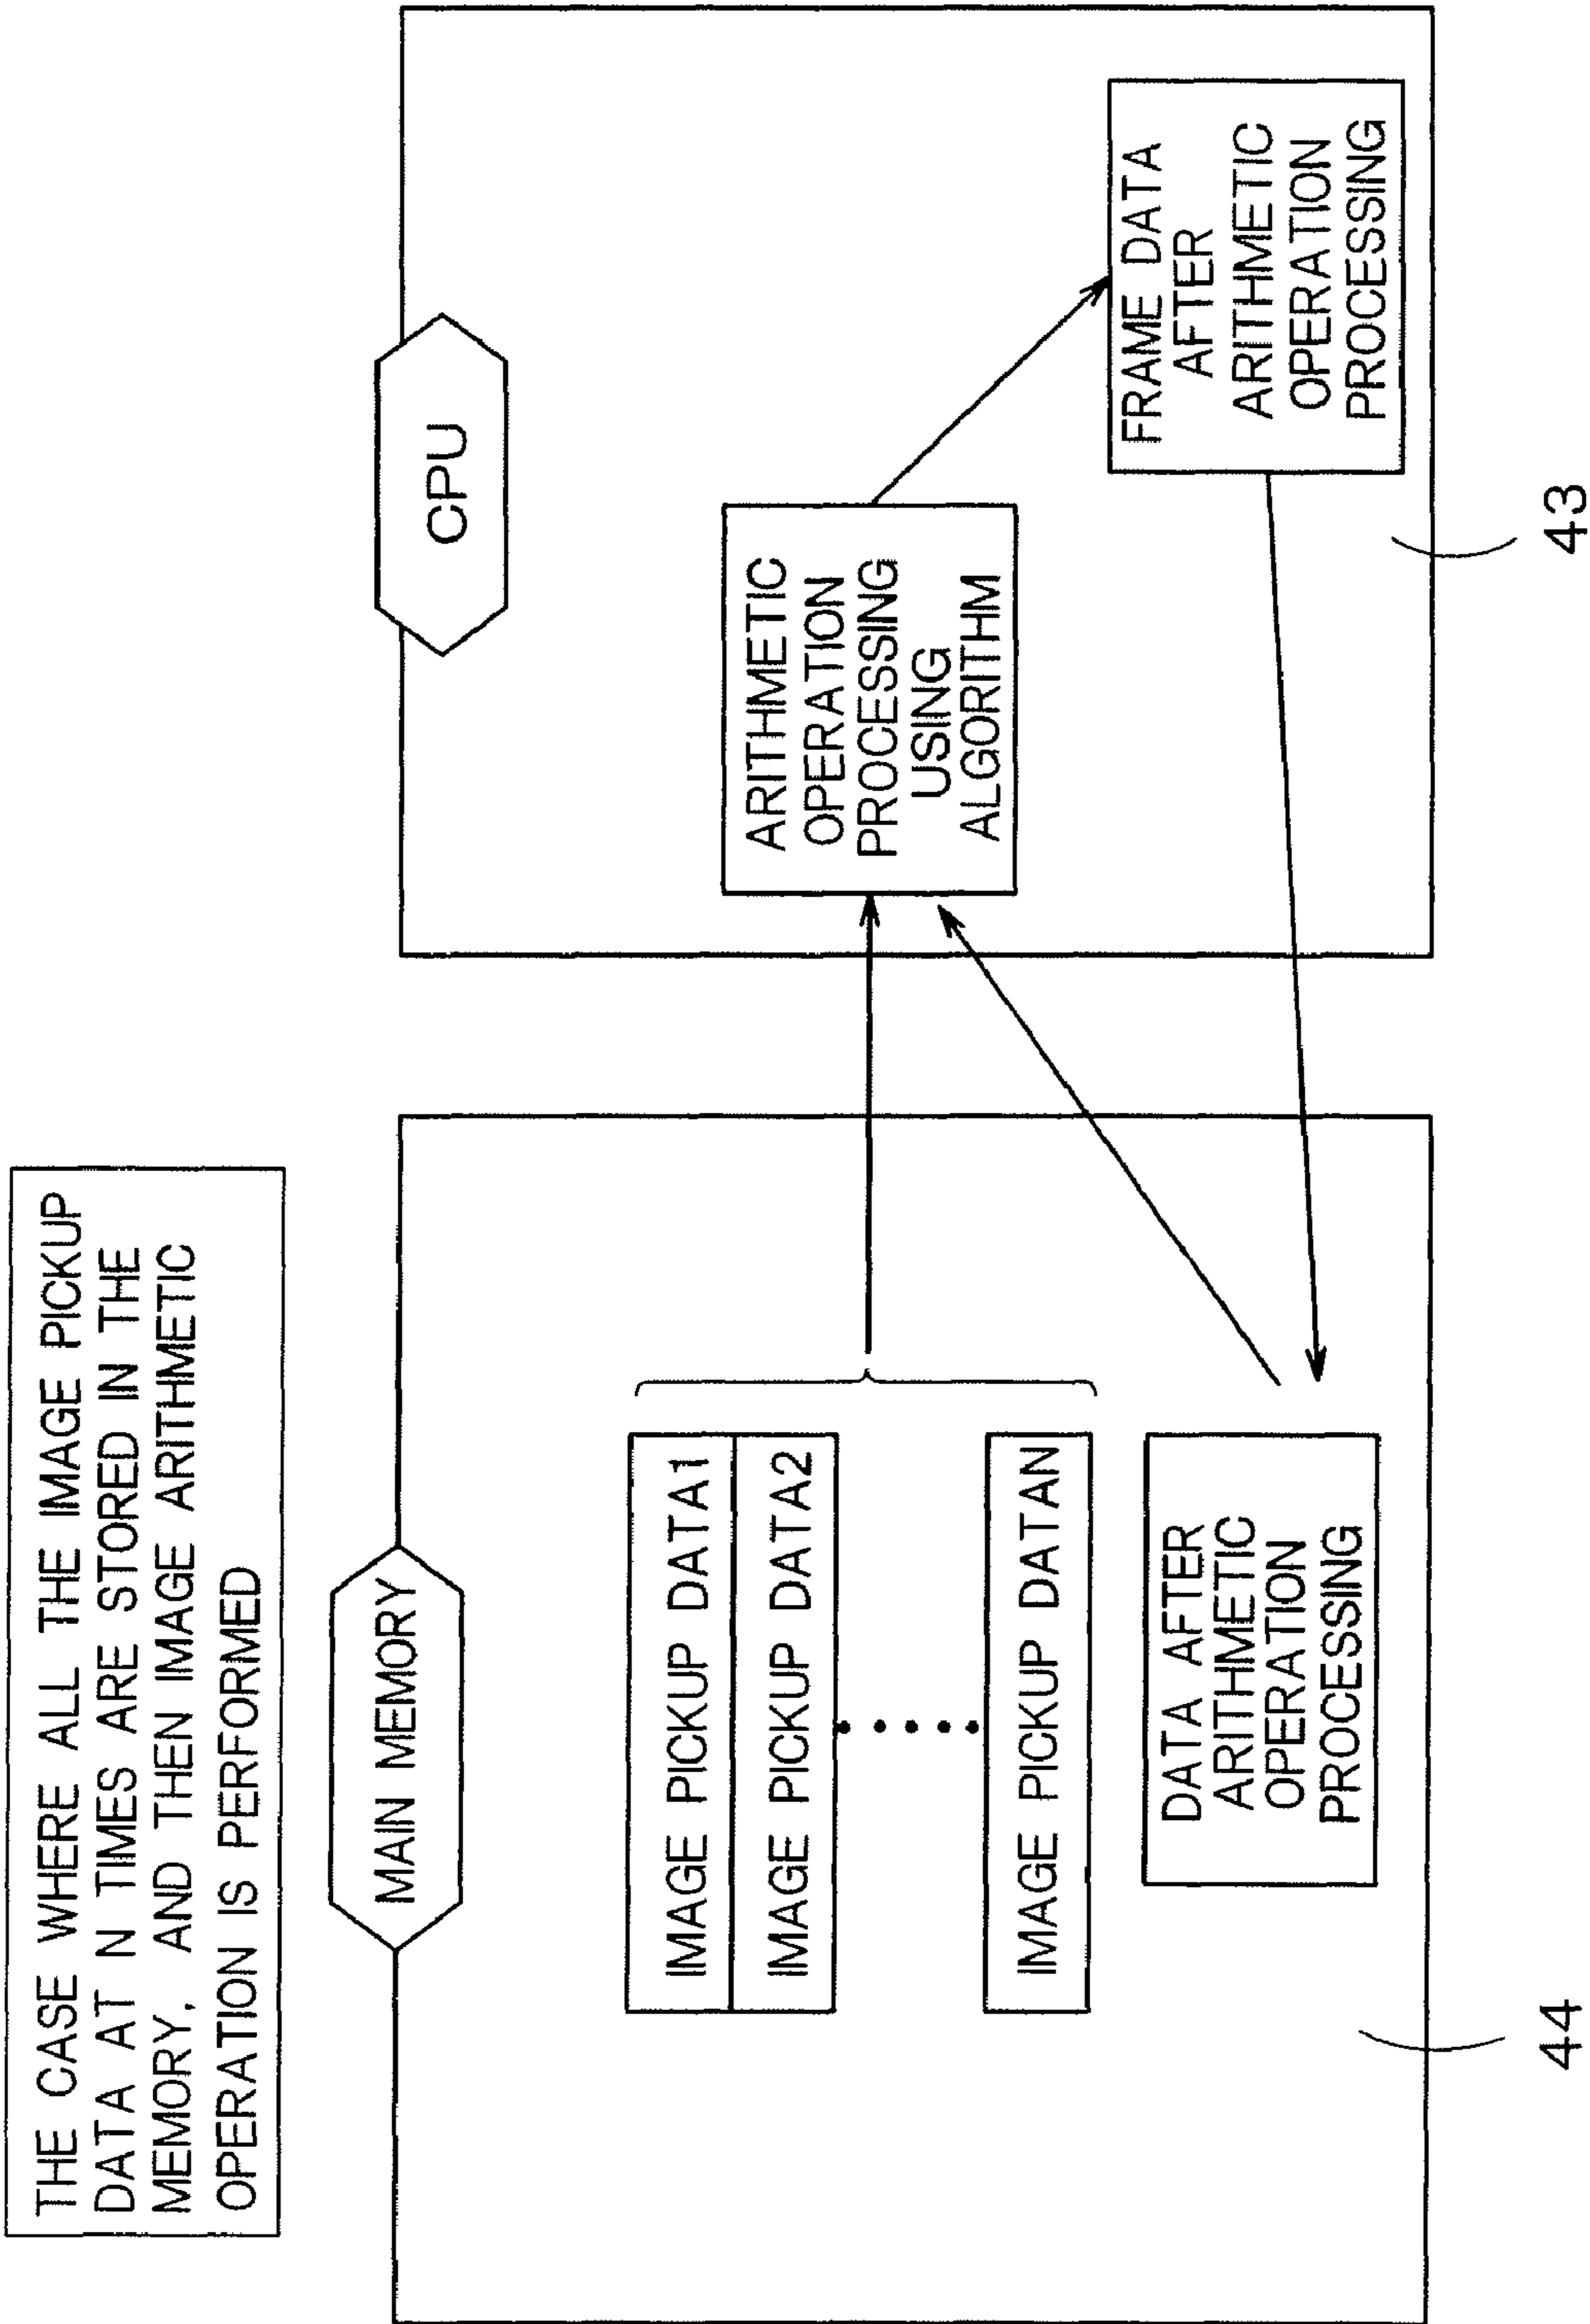 THE CASE WHERE ALL THE IMAGE PICKUP
DATA AT N TIMES ARE STORED IN THE
MEMORY, AND THEN IMAGE ARITHMETIC
OPERATION IS PERFORMED
MAIN MEMORY
IMAGE PICKUP DATA1
IMAGE PICKUP DATA2
IMAGE PICKUP DATAN
DATA AFTER
ARITHMETIC
OPERATION
PROCESSING
44
CPU
ARITHMETIC
OPERATION
PROCESSING
USING
ALGORITHM
FRAME DATA
AFTER
ARITHMETIC
OPERATION
PROCESSING
43